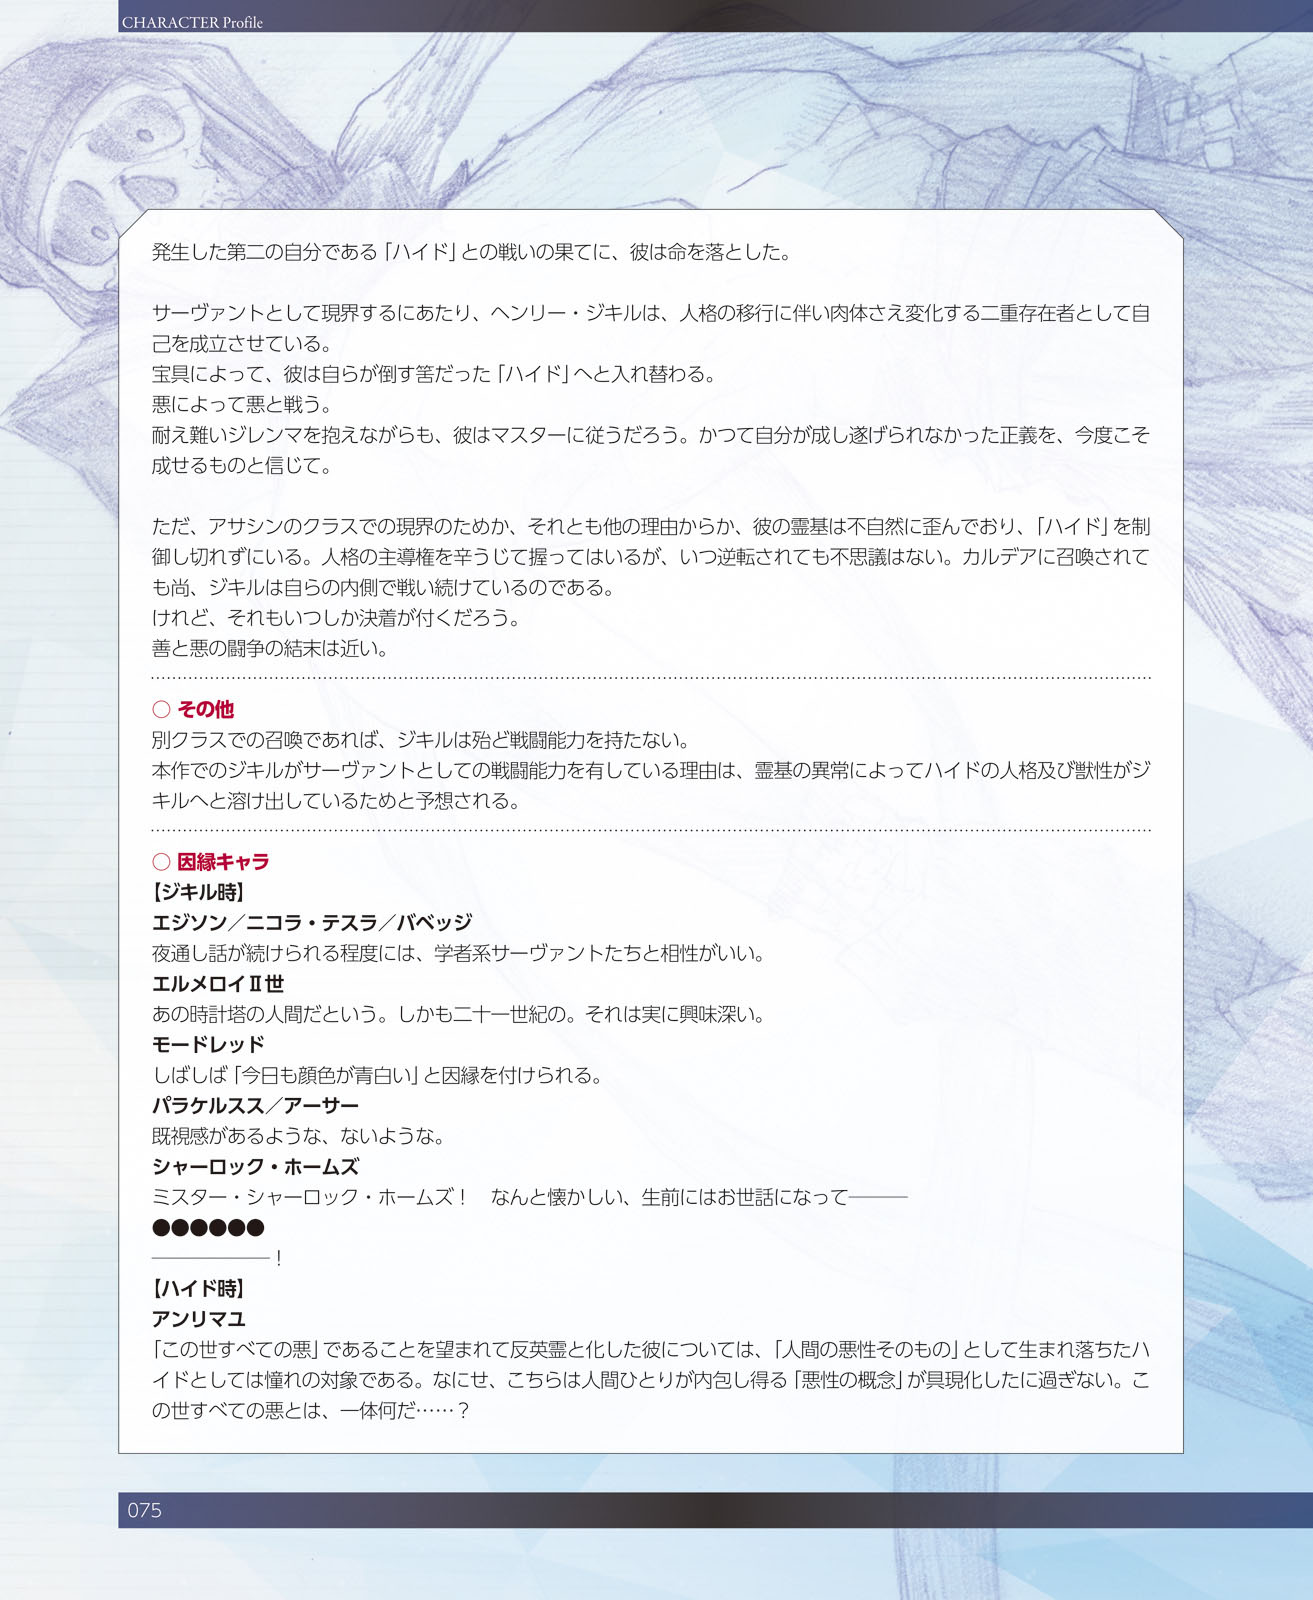 CHARACTER Profile
発生した第二の自分である「ハイド」との戦いの果てに、彼は命を落とした。
サーヴァントとして現界するにあたり、ヘンリー・ジキルは、人格の移行に伴い肉体さえ変化する二重存在者として自
己を成立させている。
宝具によって、彼は自らが倒す筈だった「ハイド」へと入れ替わる。
悪によって悪と戦う。
耐え難いジレンマを抱えながらも、彼はマスターに従うだろう。かつて自分が成し遂げられなかった正義を、今度こそ
成せるものと信じて。
ただ、アサシンのクラスでの現界のためか、それとも他の理由からか、彼の霊基は不自然に歪んでおり、「ハイド」を制
御し切れずにいる。人格の主導権を辛うじて握ってはいるが、いつ逆転されても不思議はない。カルデアに召喚されて
も尚、ジキルは自らの内側で戦い続けているのである。
けれど、それもいつしか決着が付くだろう。
善と悪の闘争の結末は近い。
○ その他
別クラスでの召喚であれば、ジキルは殆ど戦闘能力を持たない。
本作でのジキルがサーヴァントとしての戦闘能力を有している理由は、霊基の異常によってハイドの人格及び獣性がジ
キルへと溶け出しているためと予想される。
○ 因縁キャラ
【ジキル時】
エジソン／ニコラ・テスラ／バベッジ
夜通し話が続けられる程度には、学者系サーヴァントたちと相性がいい。
エルメロイⅡ世
あの時計塔の人間だという。しかも二十一世紀の。それは実に興味深い。
モードレッド
しばしば「今日も顔色が青白い」と因縁を付けられる。
パラケルスス／アーサー
既視感があるような、ないような。
シャーロック・ホームズ
ミスター・シャーロック・ホームズ！　なんと懐かしい、生前にはお世話になって―――
●●●●●●
――――――！
【ハイド時】
アンリマユ
「この世すべての悪」であることを望まれて反英霊と化した彼については、「人間の悪性そのもの」として生まれ落ちたハ
イドとしては憧れの対象である。なにせ、こちらは人間ひとりが内包し得る「悪性の概念」が具現化したに過ぎない。こ
の世すべての悪とは、一体何だ……？
075